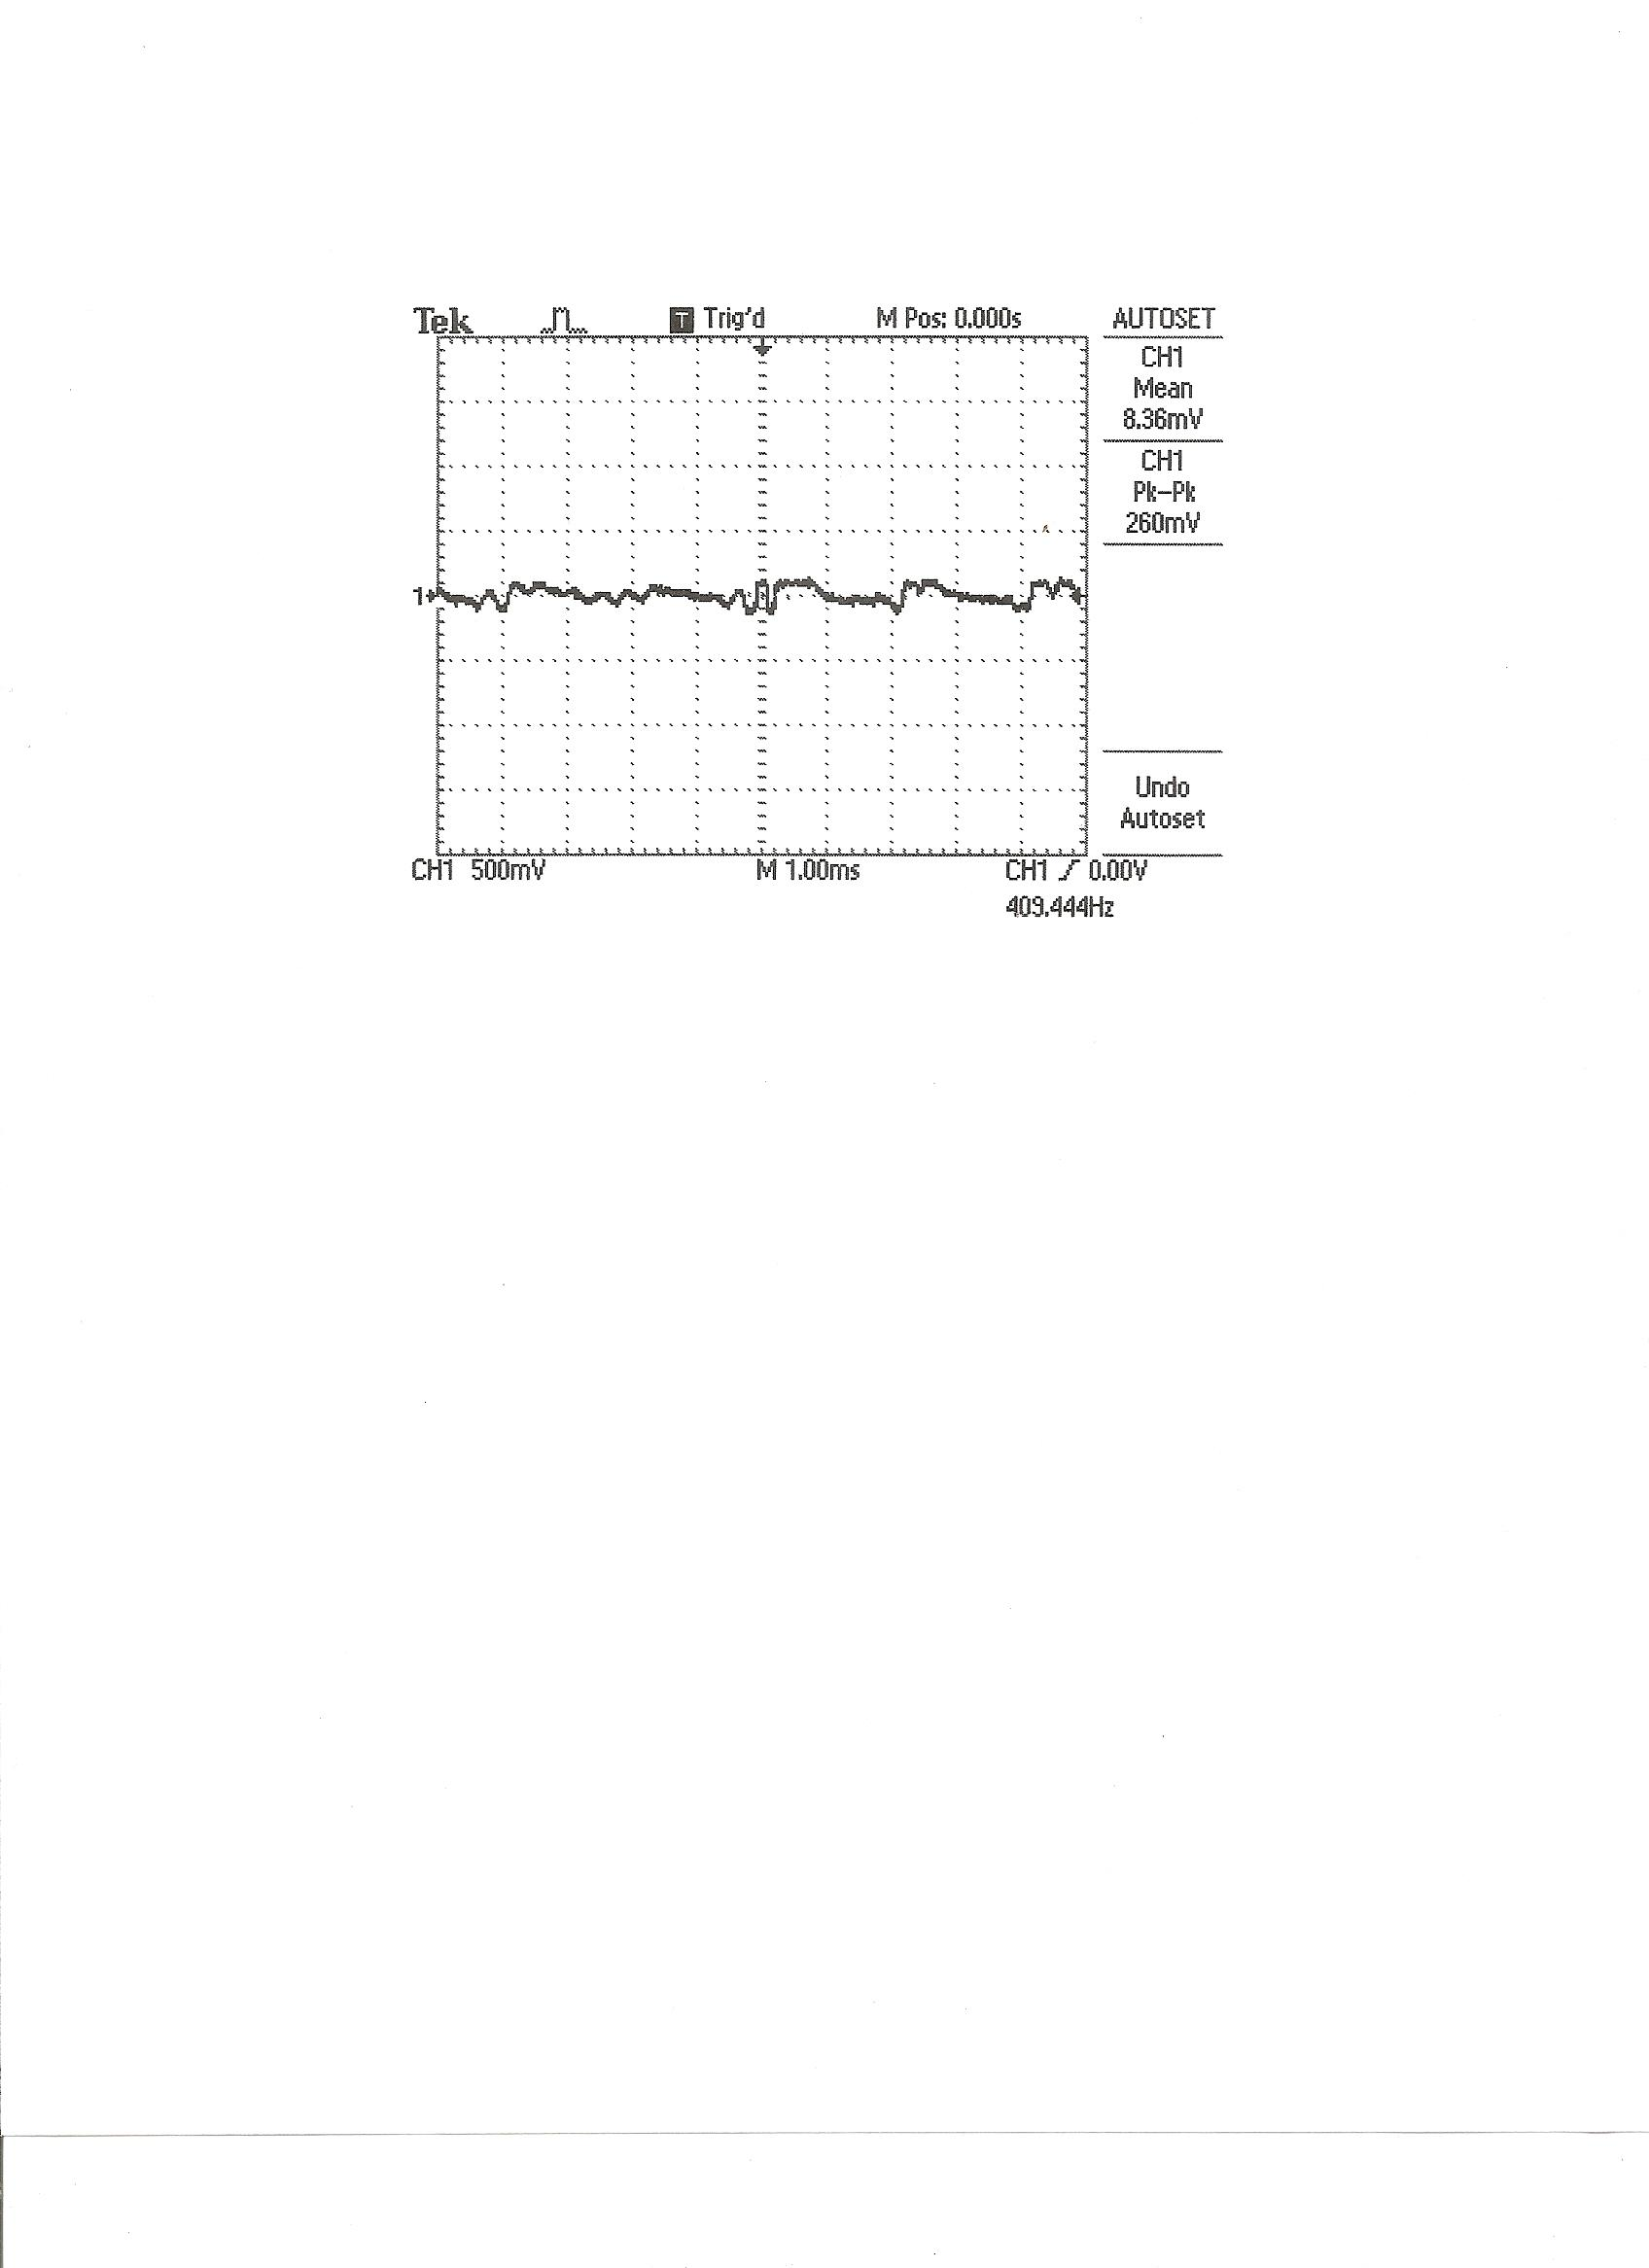 Tek T Trig'd M Pos: 0.000s AUTOSET
CH1
Mean
8.36mV
CH1
Pk-Pk
260mV
1
Undo
Autoset
CH1 500mV M 1.00ms CH1 0.00V
409.444Hz